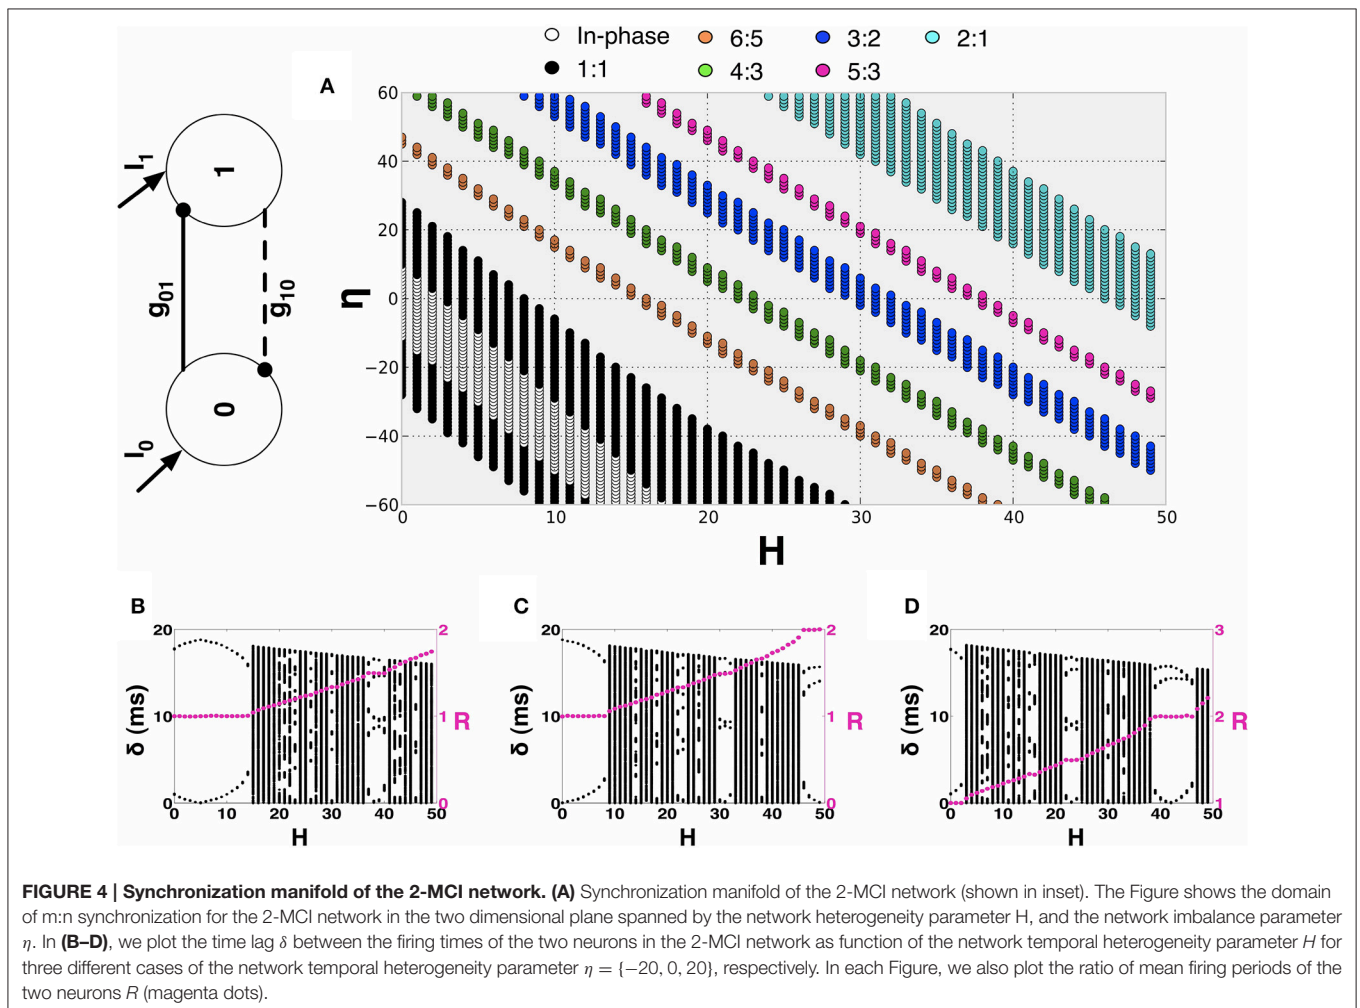 In-phase 6:5 3:2 2:1
1:1 4:3 5:3
A
60
40
20
0
−20
−40
−60
η
0 10 20 30 40 50
H
I₁
1
g₀₁
g₁₀
0
I₀
B
20
10
0
δ (ms)
2
1
0
R
0 10 20 30 40 50
H
C
20
10
0
δ (ms)
2
1
0
R
0 10 20 30 40 50
H
D
20
10
0
δ (ms)
3
2
1
R
0 10 20 30 40 50
H
FIGURE 4 | Synchronization manifold of the 2-MCI network. (A) Synchronization manifold of the 2-MCI network (shown in inset). The Figure shows the domain
of m:n synchronization for the 2-MCI network in the two dimensional plane spanned by the network heterogeneity parameter H, and the network imbalance parameter
η. In (B–D), we plot the time lag δ between the firing times of the two neurons in the 2-MCI network as function of the network temporal heterogeneity parameter H for
three different cases of the network temporal heterogeneity parameter η = {−20, 0, 20}, respectively. In each Figure, we also plot the ratio of mean firing periods of the
two neurons R (magenta dots).